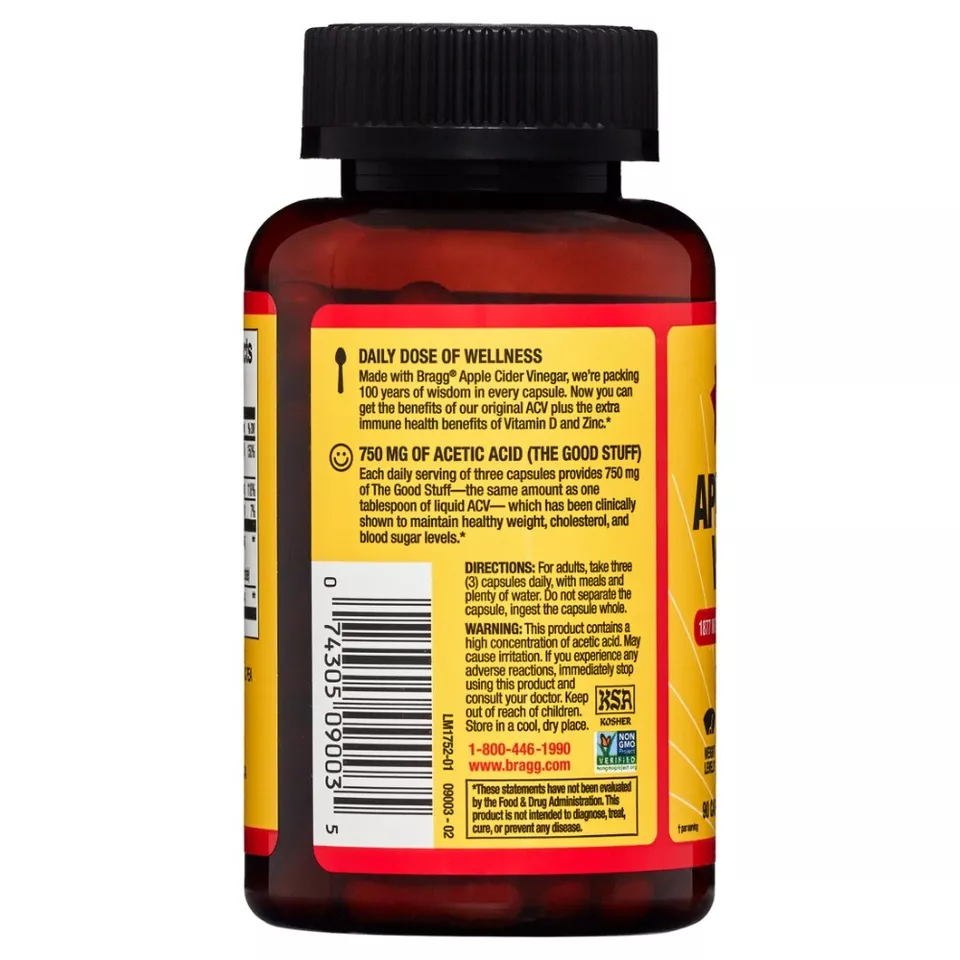 DAILY DOSE OF WELLNESS
Made with Bragg® Apple Cider Vinegar, we're packing
100 years of wisdom in every capsule. Now you can
get the benefits of our original ACV plus the extra
immune health benefits of Vitamin D and Zinc.*
750 MG OF ACETIC ACID (THE GOOD STUFF)
Each daily serving of three capsules provides 750 mg
of The Good Stuff—the same amount as one
tablespoon of liquid ACV— which has been clinically
shown to maintain healthy weight, cholesterol, and
blood sugar levels.*
DIRECTIONS: For adults, take three
(3) capsules daily, with meals and
plenty of water. Do not separate the
capsule, ingest the capsule whole.
WARNING: This product contains a
high concentration of acetic acid. May
cause irritation. If you experience any
adverse reactions, immediately stop
using this product and
consult your doctor. Keep
out of reach of children.
Store in a cool, dry place.
KSA
KOSHER
1-800-446-1990
www.bragg.com
NON
GMO
Project
VERIFIED
nongmoproject.org
*These statements have not been evaluated
by the Food & Drug Administration. This
product is not intended to diagnose, treat,
cure, or prevent any disease.
0 74305 09003 5
LM1752-01 09003 - 02
1877
† per serving